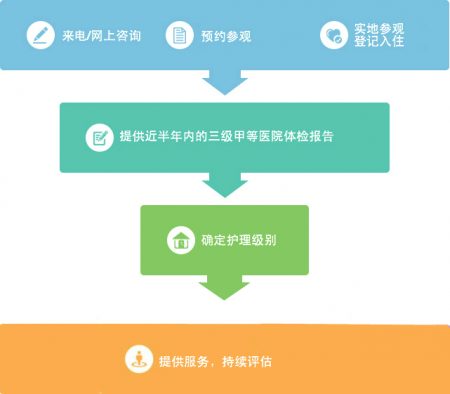 来电/网上咨询
预约参观
实地参观
登记入住
提供近半年内的三级甲等医院体检报告
确定护理级别
提供服务，持续评估